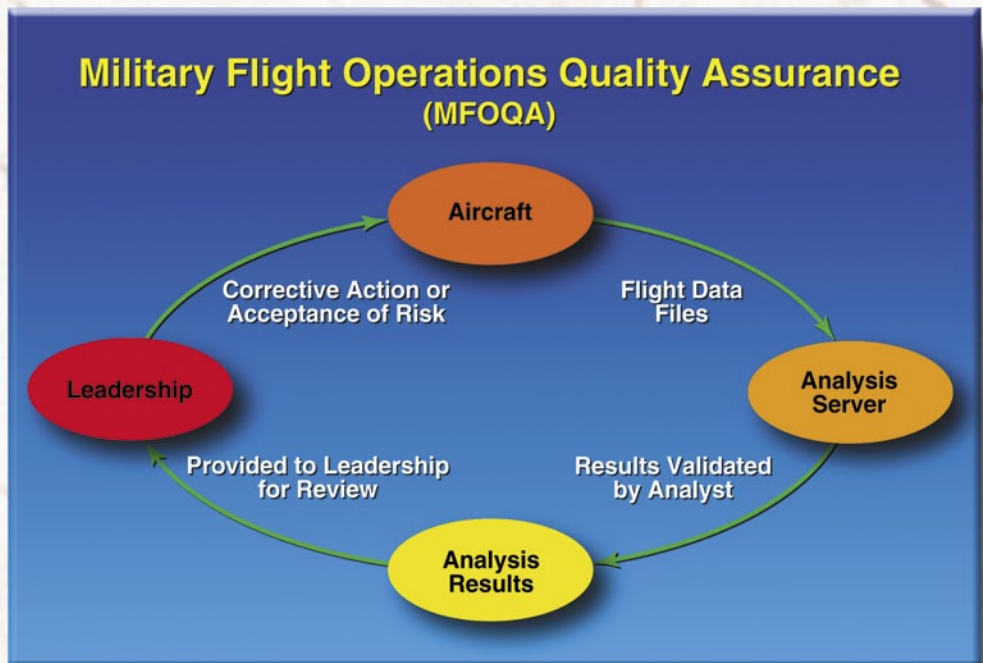 Military Flight Operations Quality Assurance
(MFOQA)
Aircraft
Corrective Action or
Acceptance of Risk
Flight Data
Files
Leadership
Analysis
Server
Provided to Leadership
for Review
Results Validated
by Analyst
Analysis
Results